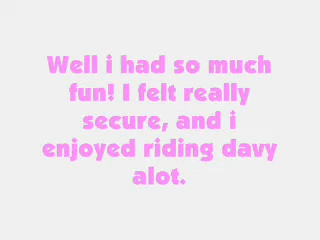 Well i had so much
fun! I felt really
secure, and i
enjoyed riding davy
alot.